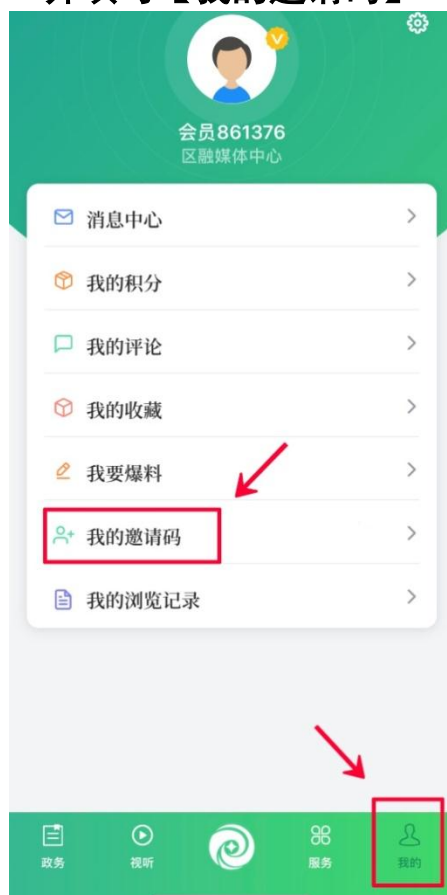 会员861376
区融媒体中心
消息中心
我的积分
我的评论
我的收藏
我要爆料
我的邀请码
我的浏览记录
政务
视听
服务
我的